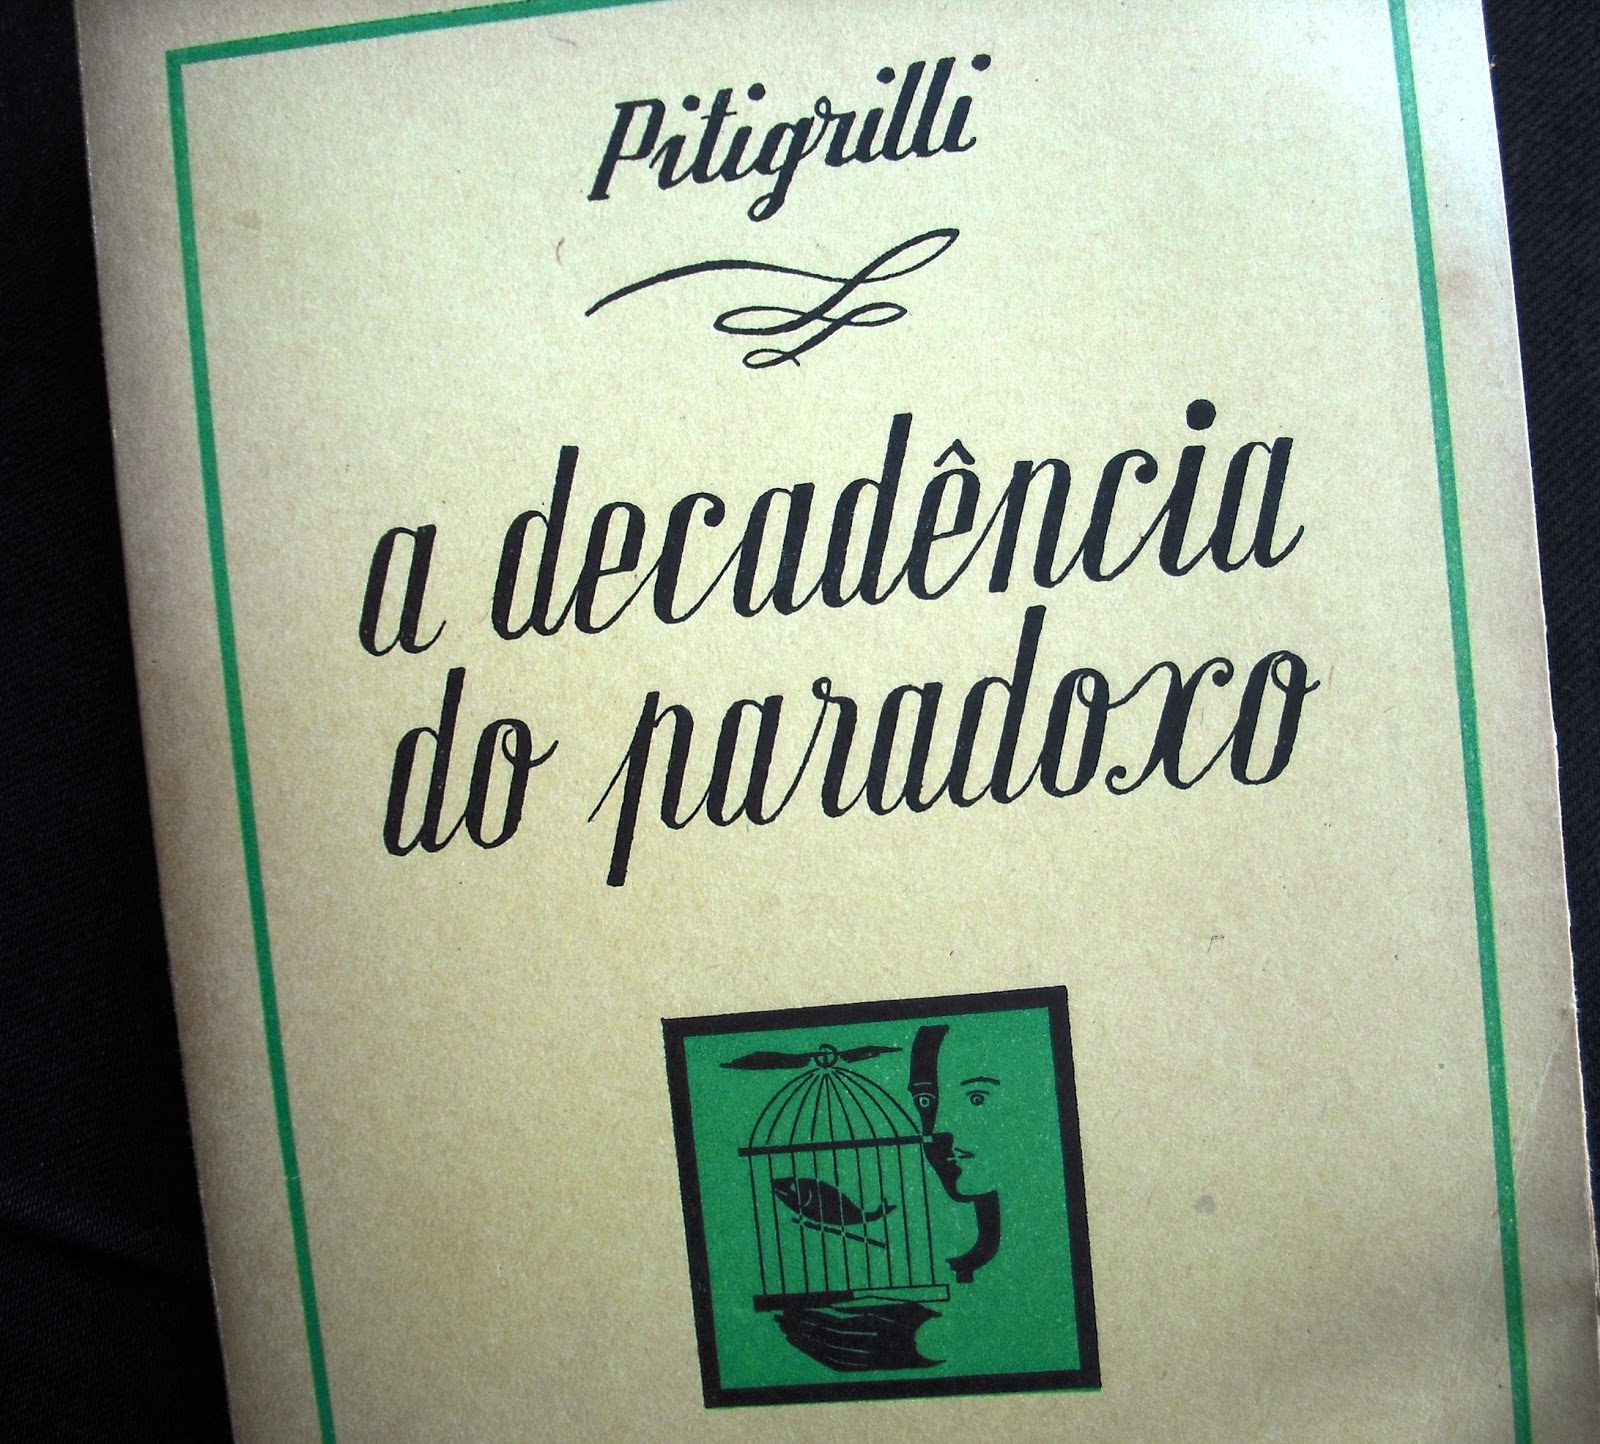 Pitigrilli
a decadência
do paradoxo